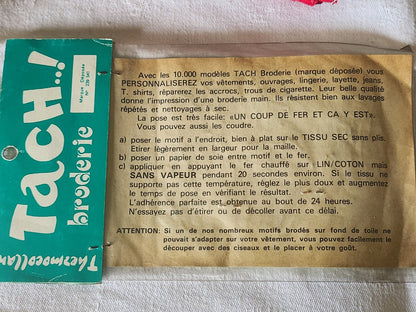 TACH..!
broderie
Thermocollan
Marque Déposée
Avec les 10.000 modèles TACH Broderie (marque déposée) vous
PERSONNALISEREZ vos vêtements, ouvrages, lingerie, layette, jeans,
T. shirts, réparerez les accrocs, trous de cigarette. Leur belle qualité
donne l'impression d'une broderie main. Ils résistent bien aux lavages
répétés et nettoyages à sec.
La pose est très facile: «UN COUP DE FER ET CA Y EST».
Vous pouvez aussi les coudre.
a) poser le motif à l'endroit, bien à plat sur le TISSU SEC sans plis.
Etirer légèrement en largeur pour la maille.
b) poser un papier de soie entre motif et le fer.
c) appliquer en appuyant le fer chauffé sur LIN/COTON mais
SANS VAPEUR pendant 20 secondes environ. Si le tissu ne
supporte pas cette température, réglez le plus doux et augmentez
le temps de pose en vérifiant le résultat.
L'adhérence parfaite est obtenue au bout de 24 heures.
N'essayez pas d'étirer ou de décoller avant ce délai.
ATTENTION: Si un de nos nombreux motifs brodés sur fond de toile ne
pouvait s'adapter sur votre vêtement, vous pouvez facilement le
découper avec des ciseaux et le placer à votre goût.